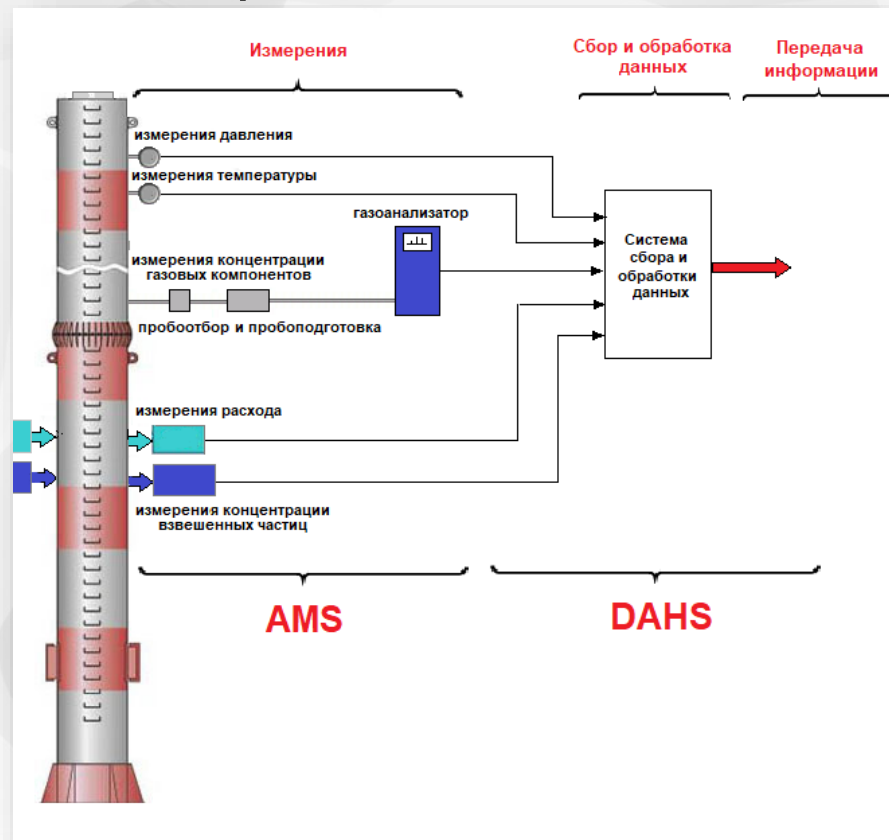 Измерения
Сбор и обработка
данных
Передача
информации
измерения давления
измерения температуры
газоанализатор
измерения концентрации
газовых компонентов
пробоотбор и пробоподготовка
Система
сбора и
обработки
данных
измерения расхода
измерения концентрации
взвешенных частиц
AMS
DAHS